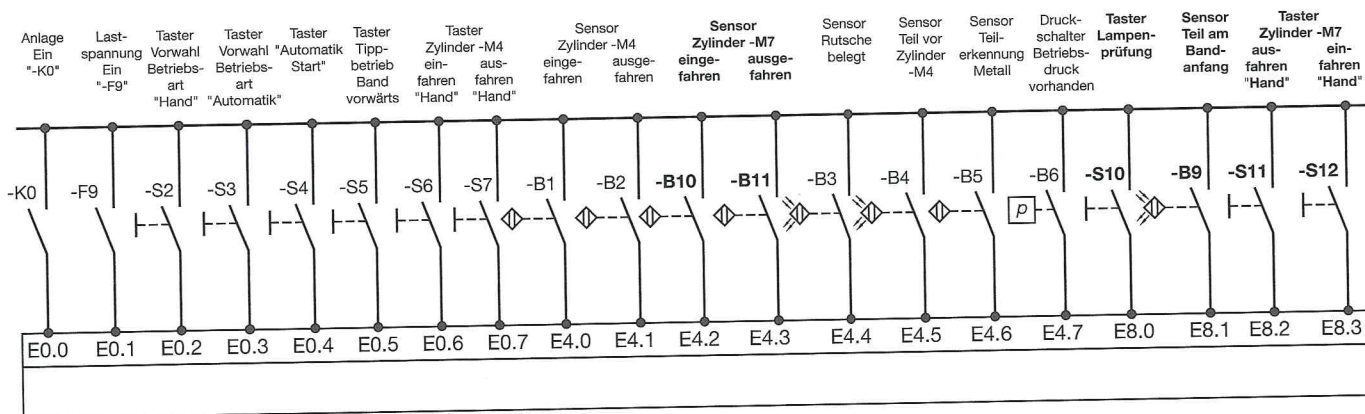 Anlage
Ein
"-K0"
Last-
spannung
Ein
"-F9"
Taster
Vorwahl
Betriebs-
art
"Hand"
Taster
Vorwahl
Betriebs-
art
"Automatik"
Taster
"Automatik
Start"
Taster
Tipp-
betrieb
Band
vorwärts
Taster
Zylinder -M4
ein-
fahren
"Hand"
aus-
fahren
"Hand"
Sensor
Zylinder -M4
einge-
fahren
ausge-
fahren
Sensor
Zylinder -M7
einge-
fahren
ausge-
fahren
Sensor
Rutsche
belegt
Sensor
Teil vor
Zylinder
-M4
Sensor
Teil-
erkennung
Metall
Druck-
schalter
Betriebs-
druck
vorhanden
Taster
Lampen-
prüfung
Sensor
Teil am
Band-
anfang
Taster
Zylinder -M7
aus-
fahren
"Hand"
ein-
fahren
"Hand"
-K0 -F9 -S2 -S3 -S4 -S5 -S6 -S7 -B1 -B2 -B10 -B11 -B3 -B4 -B5 -B6 -S10 -B9 -S11 -S12
p
E0.0 E0.1 E0.2 E0.3 E0.4 E0.5 E0.6 E0.7 E4.0 E4.1 E4.2 E4.3 E4.4 E4.5 E4.6 E4.7 E8.0 E8.1 E8.2 E8.3